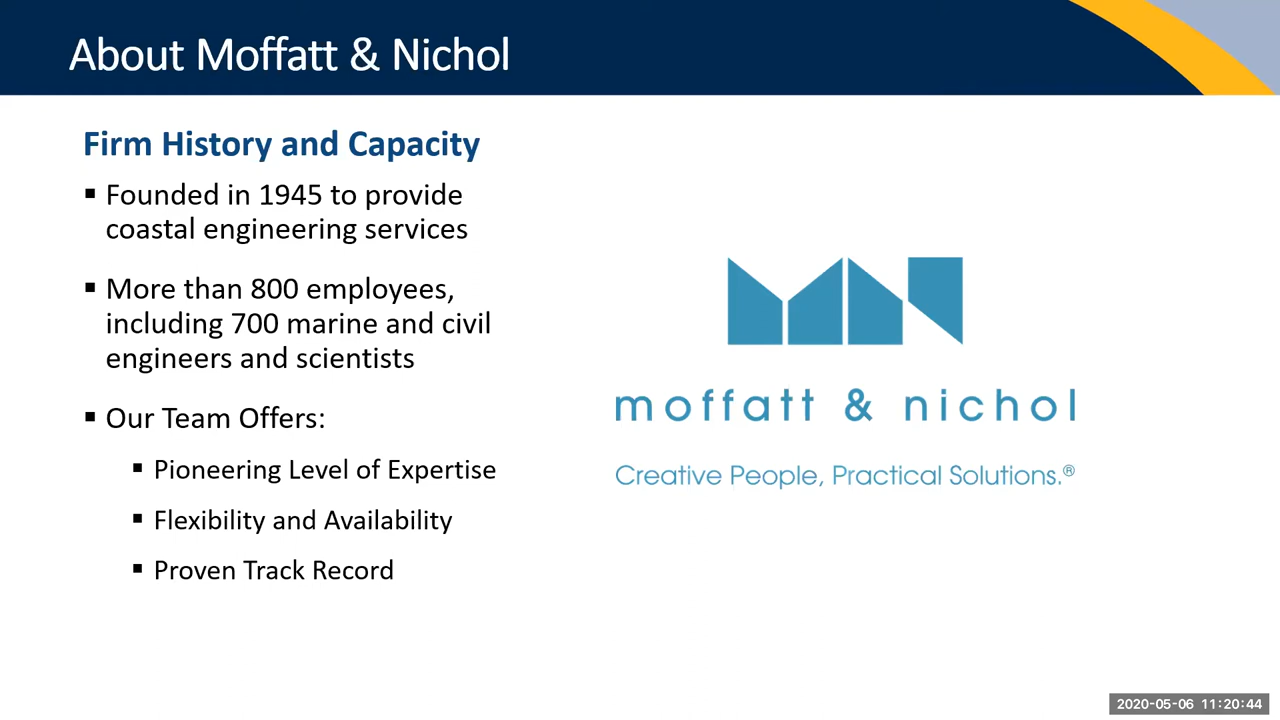 About Moffatt & Nichol
Firm History and Capacity
▪ Founded in 1945 to provide
coastal engineering services
▪ More than 800 employees,
including 700 marine and civil
engineers and scientists
▪ Our Team Offers:
▪ Pioneering Level of Expertise
▪ Flexibility and Availability
▪ Proven Track Record
MN
moffatt & nichol
Creative People, Practical Solutions.®
2020-05-06 11:20:44